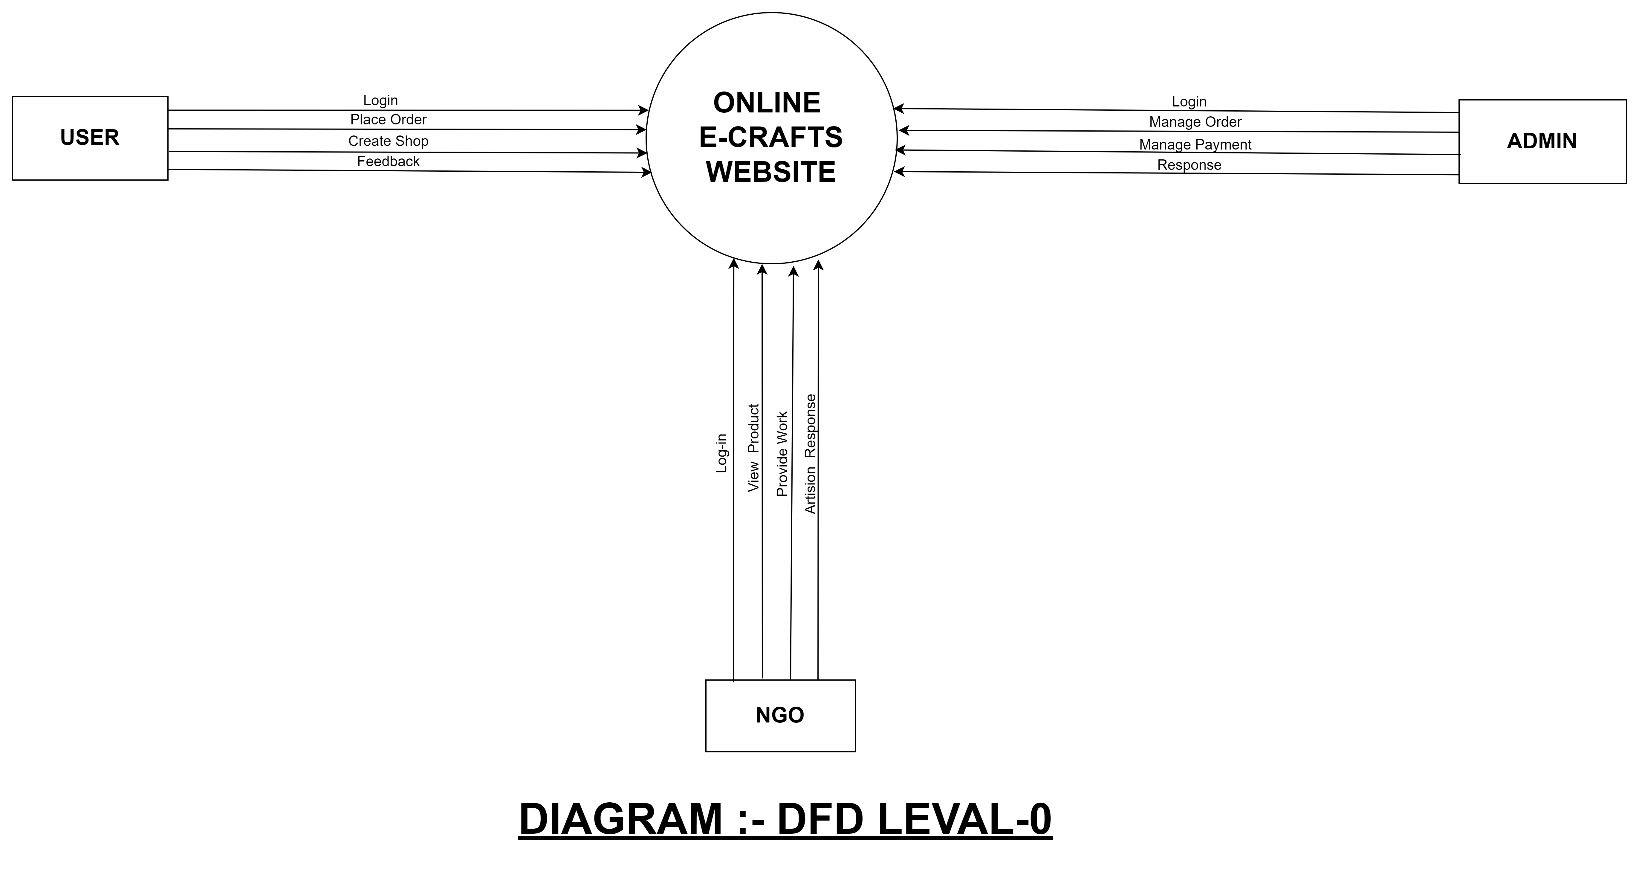 USER
Login
Place Order
Create Shop
Feedback
ONLINE
E-CRAFTS
WEBSITE
Login
Manage Order
Manage Payment
Response
ADMIN
Log-in
View Product
Provide Work
Artision Response
NGO
DIAGRAM :- DFD LEVAL-0